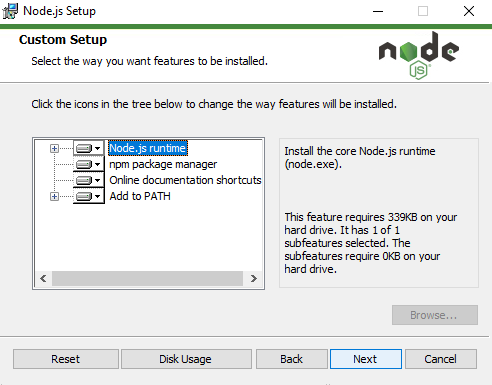 Node.js Setup
Custom Setup
Select the way you want features to be installed.
node
JS
Click the icons in the tree below to change the way features will be installed.
Node.js runtime
npm package manager
Online documentation shortcuts
Add to PATH
Install the core Node.js runtime
(node.exe).
This feature requires 339KB on your
hard drive. It has 1 of 1
subfeatures selected. The
subfeatures require 0KB on your
hard drive.
Browse...
Reset
Disk Usage
Back
Next
Cancel